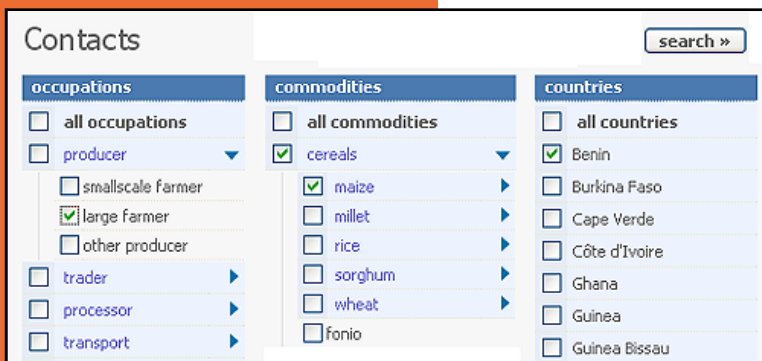 Contacts
search »
occupations
all occupations
producer
smallscale farmer
large farmer
other producer
trader
processor
transport
commodities
all commodities
cereals
maize
millet
rice
sorghum
wheat
fonio
countries
all countries
Benin
Burkina Faso
Cape Verde
Côte d'Ivoire
Ghana
Guinea
Guinea Bissau